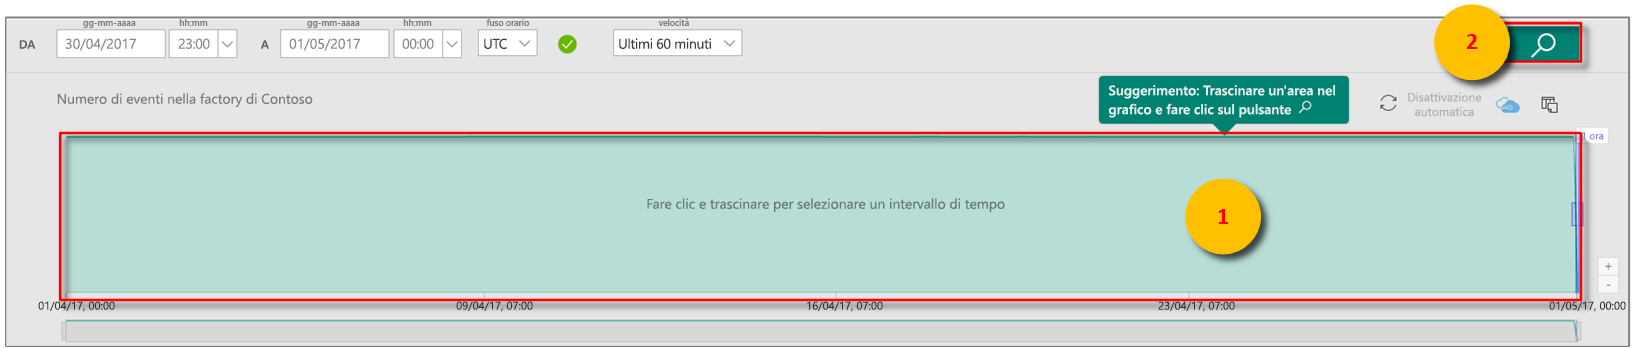 gg-mm-aaaa hh:mm gg-mm-aaaa hh:mm fuso orario velocità
DA 30/04/2017 23:00 A 01/05/2017 00:00 UTC Ultimi 60 minuti 2
Numero di eventi nella factory di Contoso
Suggerimento: Trascinare un'area nel
grafico e fare clic sul pulsante
Disattivazione
automatica
1 ora
Fare clic e trascinare per selezionare un intervallo di tempo
1
+
-
01/04/17, 00:00 09/04/17, 07:00 16/04/17, 07:00 23/04/17, 07:00 01/05/17, 00:00